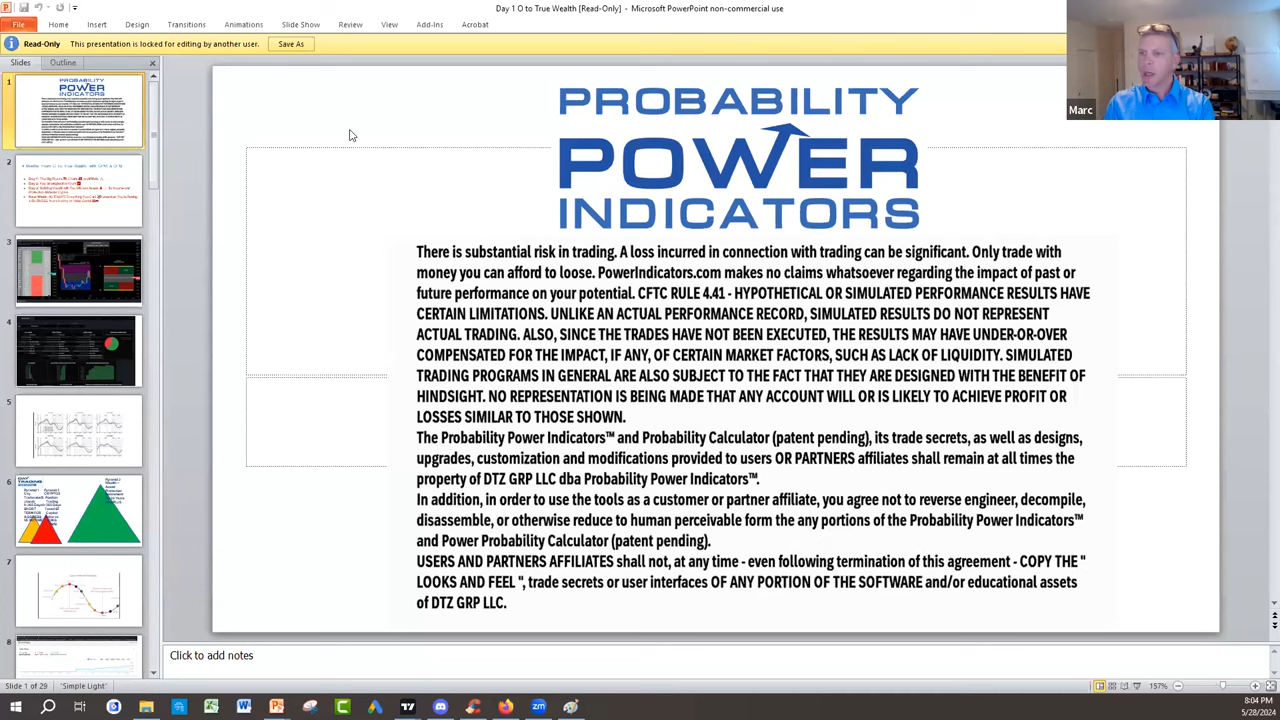 Day 1 O to True Wealth [Read-Only] - Microsoft PowerPoint non-commercial use
File Home Insert Design Transitions Animations Slide Show Review View Add-Ins Acrobat
Read-Only This presentation is locked for editing by another user. Save As
Slides Outline
Marc
PROBABILITY
POWER
INDICATORS
There is substantial risk in trading. A loss incurred in connection with trading can be significant. Only trade with
money you can afford to loose. PowerIndicators.com makes no claims whatsoever regarding the impact of past or
future performance on your potential. CFTC RULE 4.41 - HYPOTHETICAL OR SIMULATED PERFORMANCE RESULTS HAVE
CERTAIN LIMITATIONS. UNLIKE AN ACTUAL PERFORMANCE RECORD, SIMULATED RESULTS DO NOT REPRESENT
ACTUAL TRADING. ALSO, SINCE THE TRADES HAVE NOT BEEN EXECUTED, THE RESULTS MAY HAVE UNDER-OR-OVER
COMPENSATED FOR THE IMPACT, IF ANY, OF CERTAIN MARKET FACTORS, SUCH AS LACK OF LIQUIDITY. SIMULATED
TRADING PROGRAMS IN GENERAL ARE ALSO SUBJECT TO THE FACT THAT THEY ARE DESIGNED WITH THE BENEFIT OF
HINDSIGHT. NO REPRESENTATION IS BEING MADE THAT ANY ACCOUNT WILL OR IS LIKELY TO ACHIEVE PROFIT OR
LOSSES SIMILAR TO THOSE SHOWN.
The Probability Power Indicators™ and Probability Calculator (patent pending), its trade secrets, as well as designs,
upgrades, customization and modifications provided to users OR PARTNERS affiliates shall remain at all times the
property of DTZ GRP LLC dba Probability Power Indicators™.
In addition, in order to use the tools as a customer or partner affiliate, you agree not to reverse engineer, decompile,
disassemble, or otherwise reduce to human perceivable form the any portions of the Probability Power Indicators™
and Power Probability Calculator (patent pending).
USERS AND PARTNERS AFFILIATES shall not, at any time - even following termination of this agreement - COPY THE "
LOOKS AND FEEL ", trade secrets or user interfaces OF ANY PORTION OF THE SOFTWARE and/or educational assets
of DTZ GRP LLC.
1
PROBABILITY
POWER
INDICATORS
2
3
4
5
6
DAY
TRADING
7
8
Click to add notes
Slide 1 of 29 "Simple Light" 157%
8:04 PM
5/28/2024